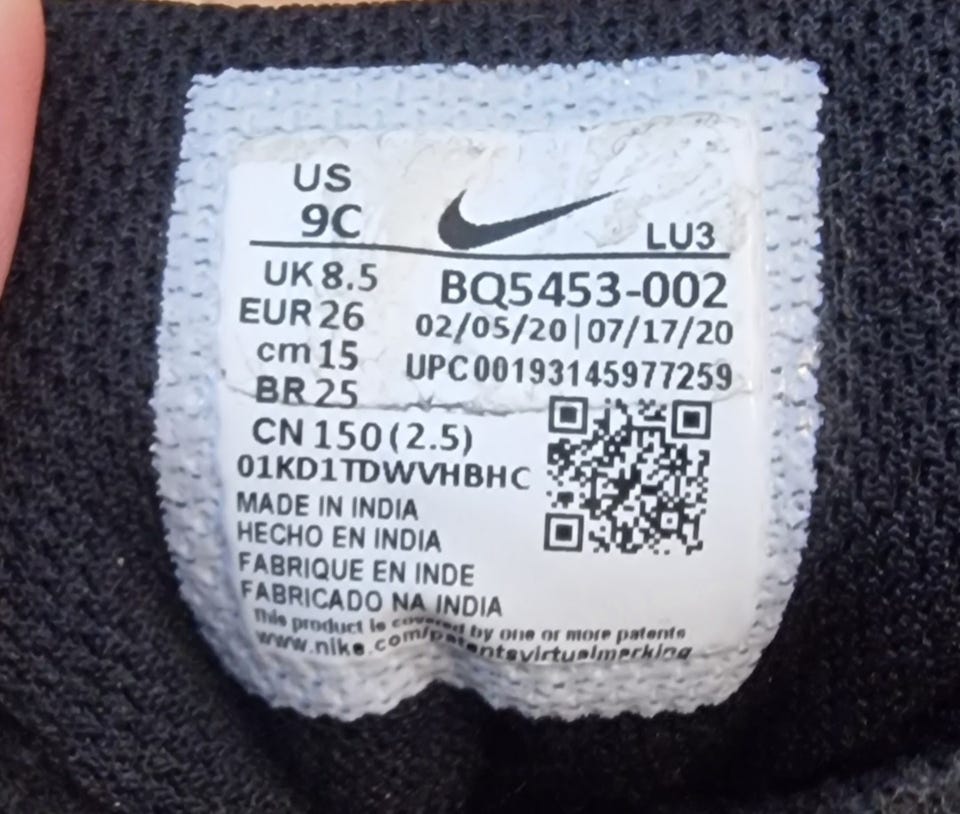 US
9C
LU3
UK 8.5
BQ5453-002
EUR 26
02/05/20|07/17/20
cm 15
UPC00193145977259
BR 25
CN 150(2.5)
01KD1TDWVHBHC
MADE IN INDIA
HECHO EN INDIA
FABRIQUE EN INDE
FABRICADO NA INDIA
This product is covered by one or more patents
www.nike.com/patentsvirtualmarking